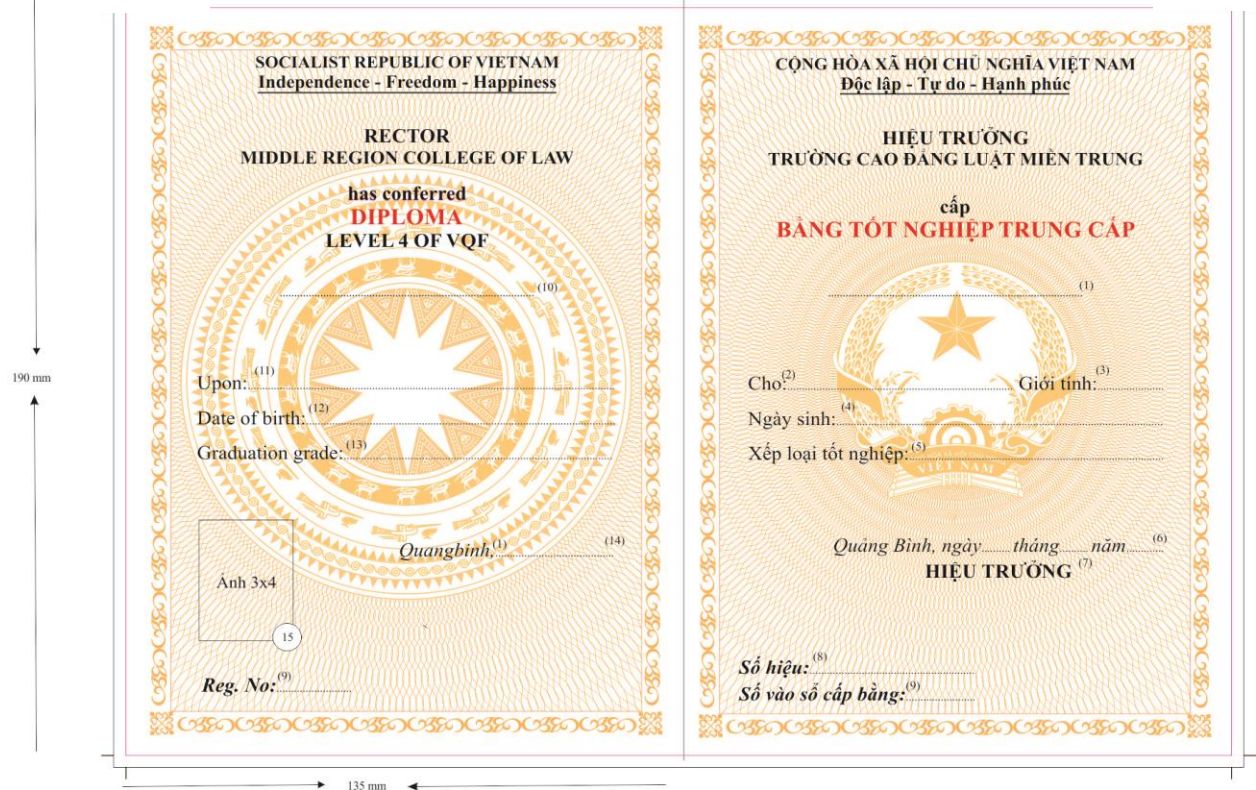 SOCIALIST REPUBLIC OF VIETNAM
Independence - Freedom - Happiness
RECTOR
MIDDLE REGION COLLEGE OF LAW
has conferred
DIPLOMA
LEVEL 4 OF VQF
(10)
Upon: (11)
Date of birth: (12)
Graduation grade: (13)
Quangbinh, (1) (14)
Ảnh 3x4
15
Reg. No: (9)
CỘNG HÒA XÃ HỘI CHỦ NGHĨA VIỆT NAM
Độc lập - Tự do - Hạnh phúc
HIỆU TRƯỞNG
TRƯỜNG CAO ĐẲNG LUẬT MIỀN TRUNG
cấp
BẰNG TỐT NGHIỆP TRUNG CẤP
(1)
Cho: (2) Giới tính: (3)
Ngày sinh: (4)
Xếp loại tốt nghiệp: (5)
VIỆT NAM
Quảng Bình, ngày........tháng.......năm......... (6)
HIỆU TRƯỞNG (7)
Số hiệu: (8)
Số vào sổ cấp bằng: (9)
190 mm
135 mm